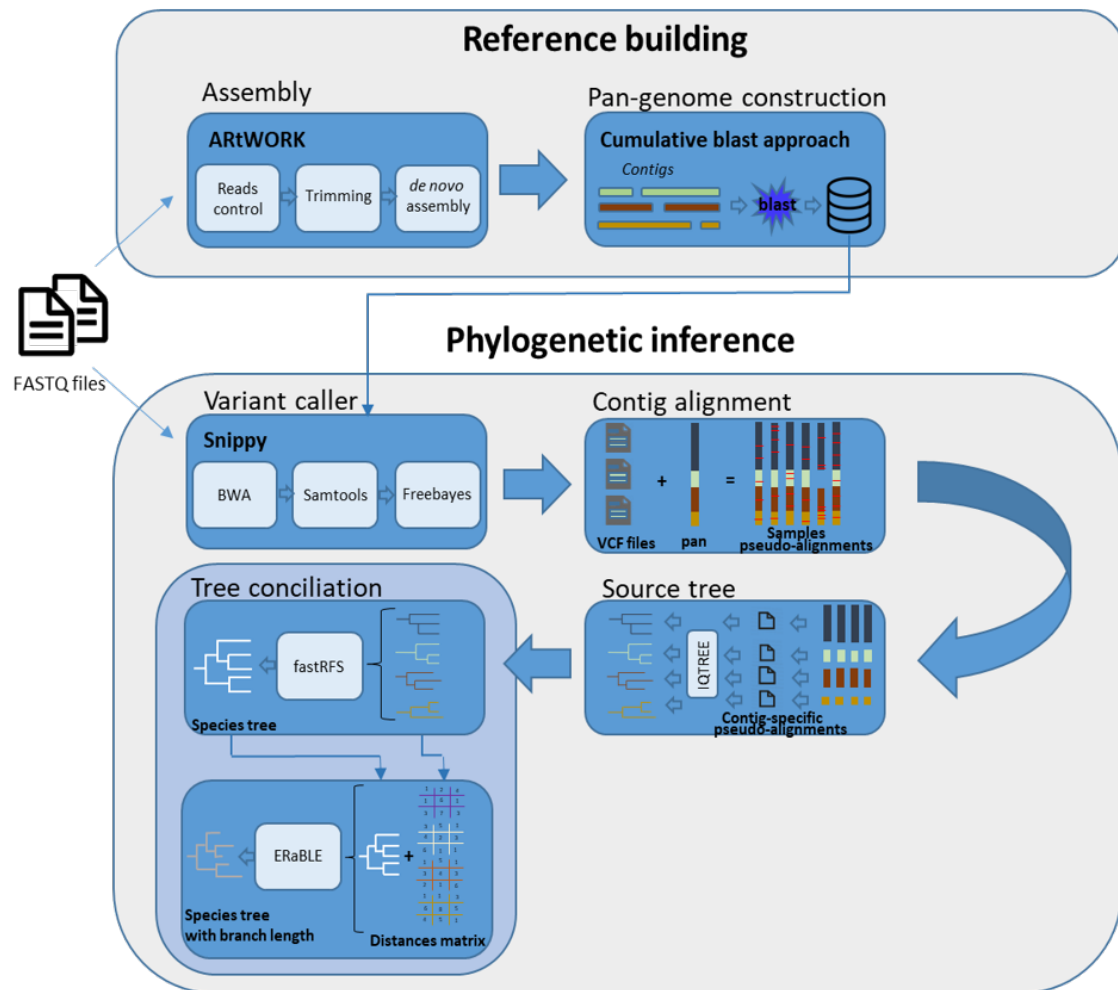 Reference building
Assembly
Pan-genome construction
ARtWORK
Reads
control
Trimming
de novo
assembly
Cumulative blast approach
Contigs
blast
FASTQ files
Phylogenetic inference
Variant caller
Snippy
BWA
Samtools
Freebayes
Contig alignment
+
=
VCF files
pan
Samples
pseudo-alignments
Tree conciliation
fastRFS
Species tree
Source tree
IQTREE
Contig-specific
pseudo-alignments
ERaBLE
+
Species tree
with branch length
Distances matrix